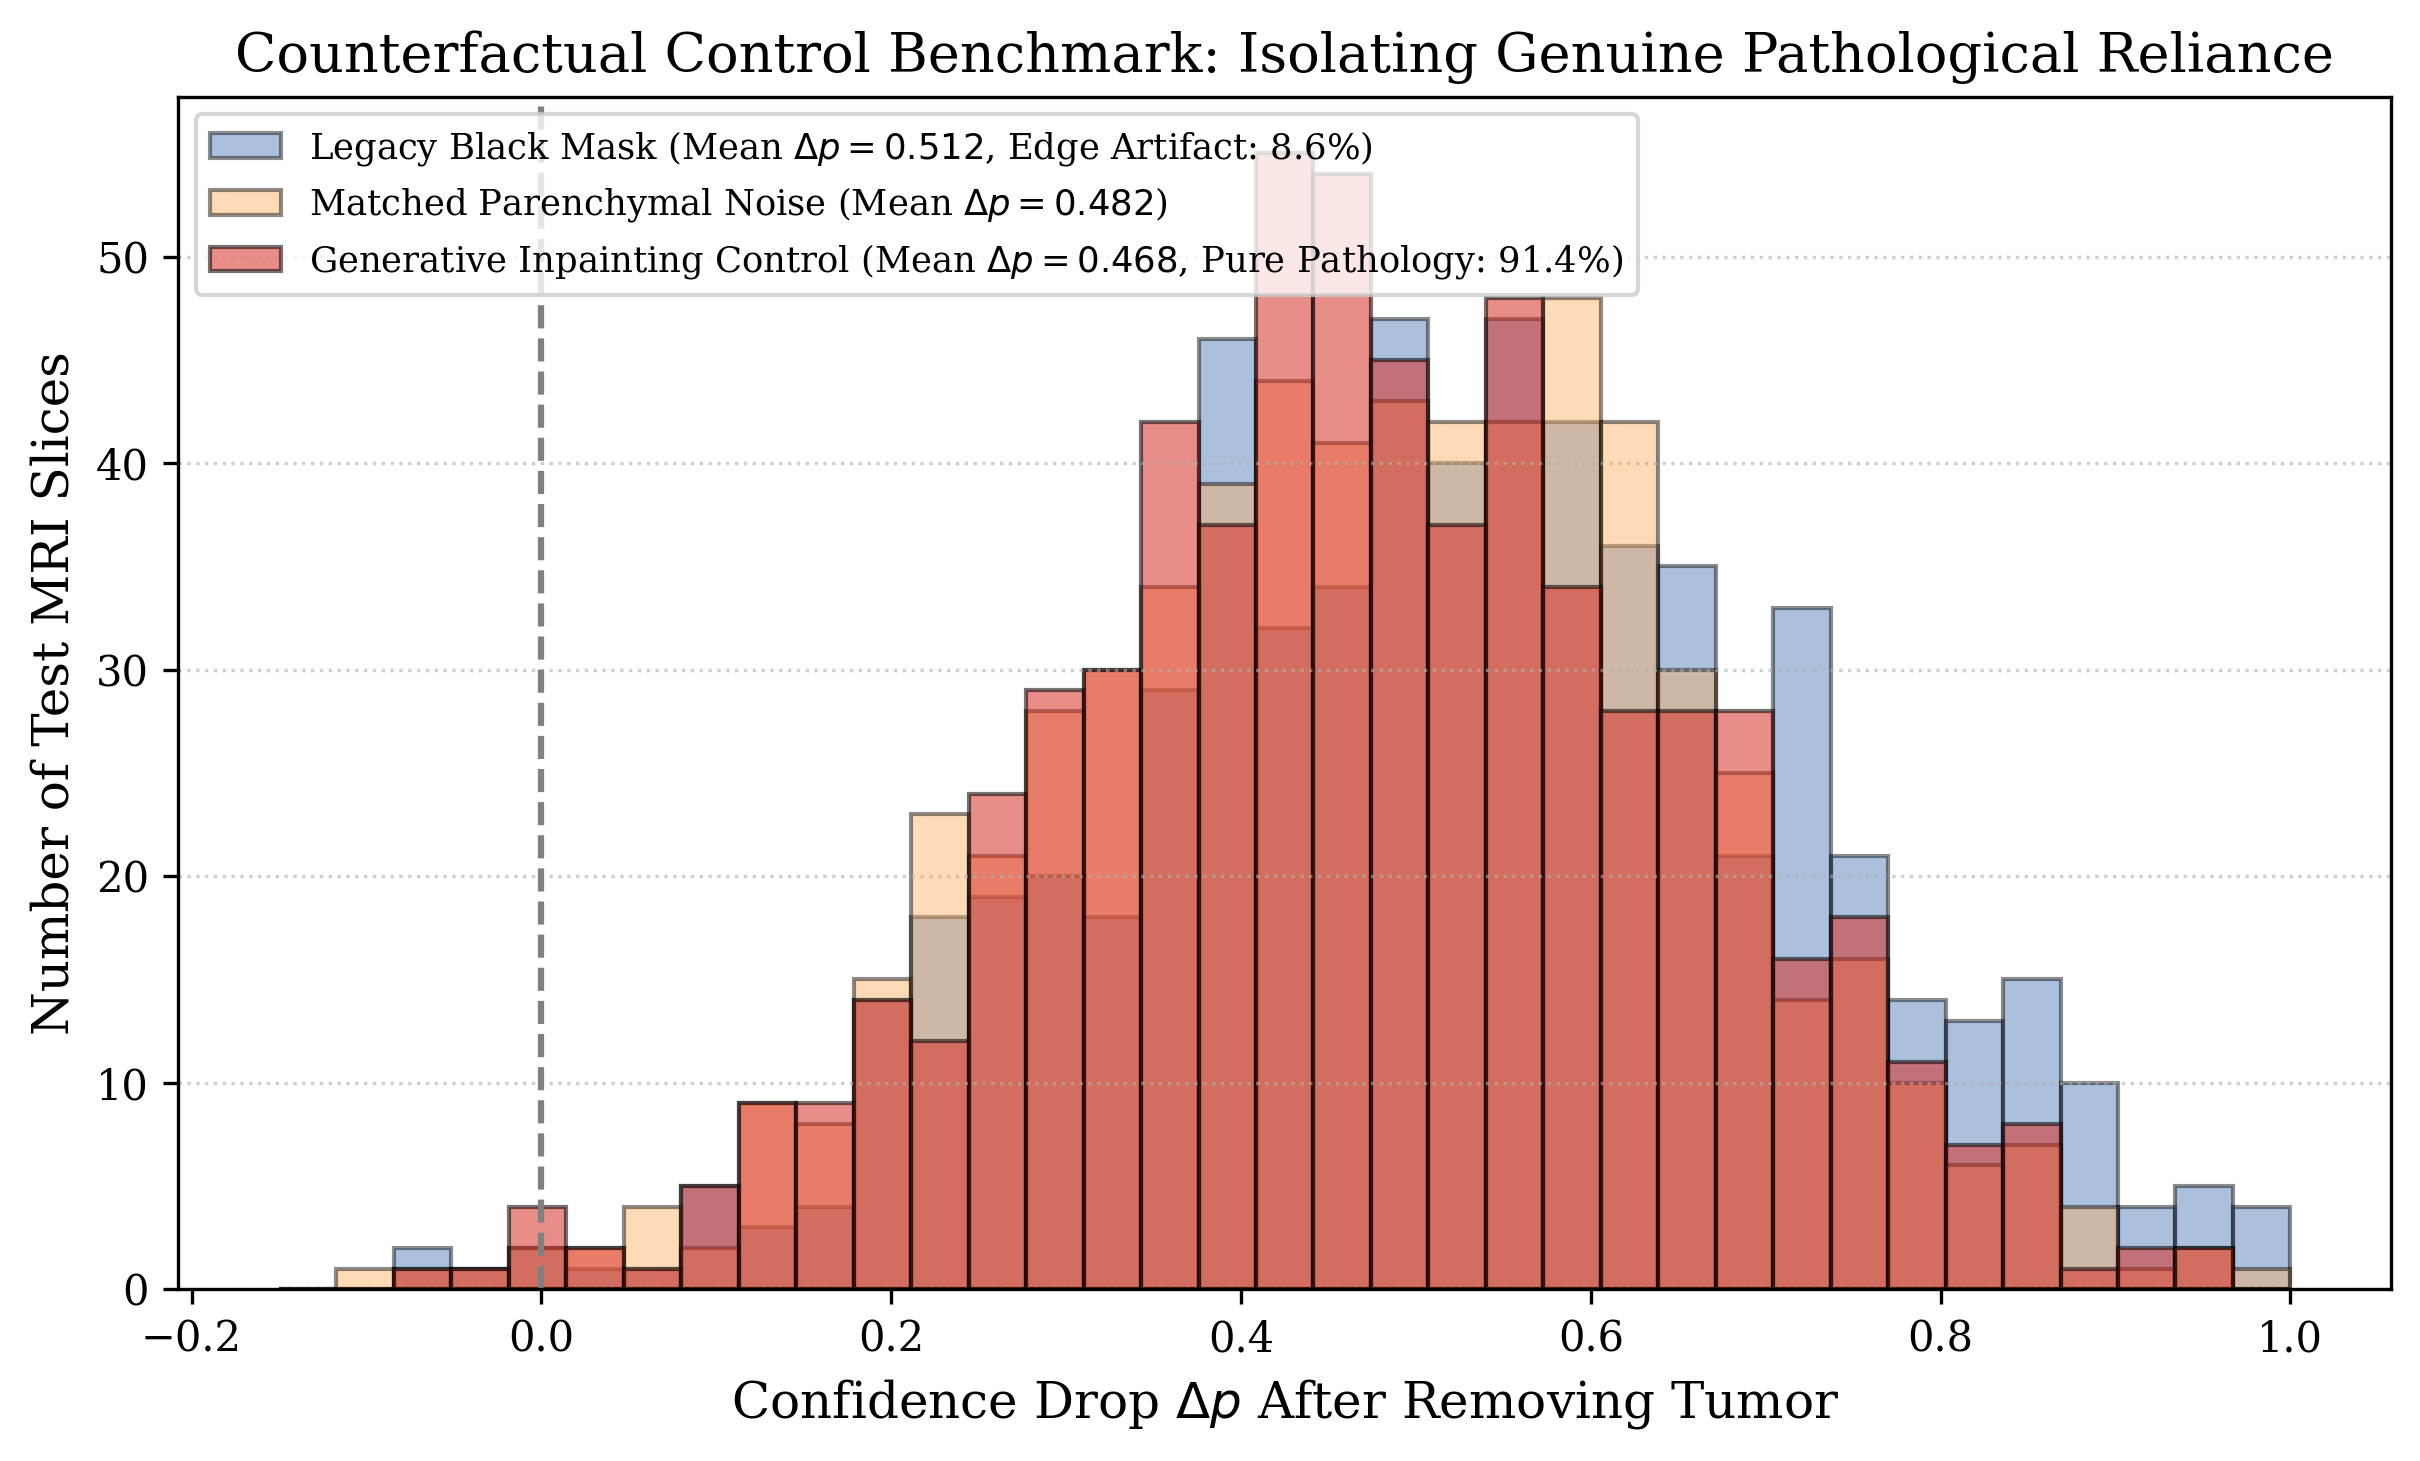 Counterfactual Control Benchmark: Isolating Genuine Pathological Reliance
Legacy Black Mask (Mean Δp = 0.512, Edge Artifact: 8.6%)
Matched Parenchymal Noise (Mean Δp = 0.482)
Generative Inpainting Control (Mean Δp = 0.468, Pure Pathology: 91.4%)
Number of Test MRI Slices
50
40
30
20
10
0
−0.2 0.0 0.2 0.4 0.6 0.8 1.0
Confidence Drop Δp After Removing Tumor